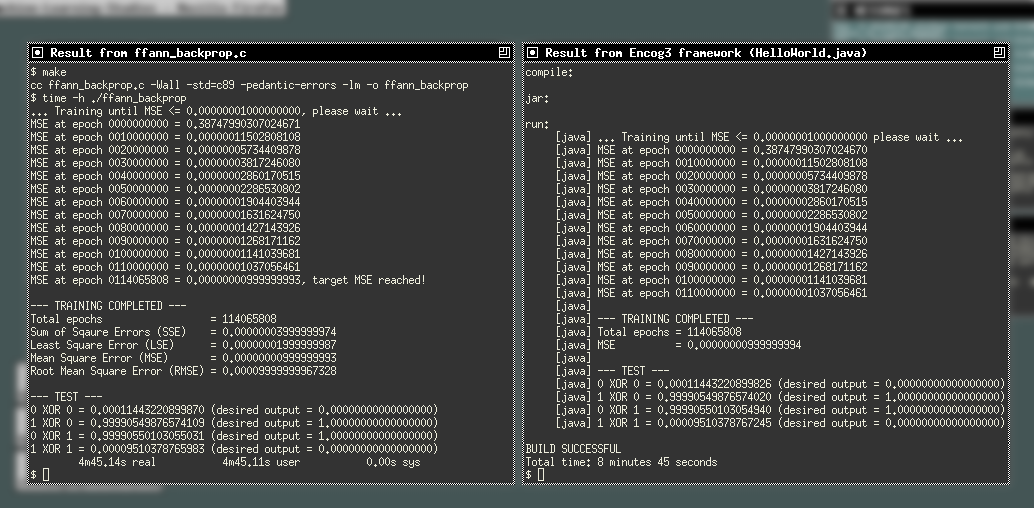 Result from ffann_backprop.c
$ make
cc ffann_backprop.c -Wall -std=c89 -pedantic-errors -lm -o ffann_backprop
$ time -h ./ffann_backprop
... Training until MSE <= 0.00000001000000000, please wait ...
MSE at epoch 0000000000 = 0.38747990307024671
MSE at epoch 0010000000 = 0.00000011502808108
MSE at epoch 0020000000 = 0.00000005734409878
MSE at epoch 0030000000 = 0.00000003817246080
MSE at epoch 0040000000 = 0.00000002860170515
MSE at epoch 0050000000 = 0.00000002286530802
MSE at epoch 0060000000 = 0.00000001904403944
MSE at epoch 0070000000 = 0.00000001631624750
MSE at epoch 0080000000 = 0.00000001427143926
MSE at epoch 0090000000 = 0.00000001268171162
MSE at epoch 0100000000 = 0.00000001141039681
MSE at epoch 0110000000 = 0.00000001037056461
MSE at epoch 0114065808 = 0.00000000999999993, target MSE reached!
--- TRAINING COMPLETED ---
Total epochs = 114065808
Sum of Sqaure Errors (SSE) = 0.00000003999999974
Least Square Error (LSE) = 0.00000001999999987
Mean Square Error (MSE) = 0.00000000999999993
Root Mean Square Error (RMSE) = 0.00009999999967328
--- TEST ---
0 XOR 0 = 0.00011443220899870 (desired output = 0.00000000000000000)
1 XOR 0 = 0.99990549876574109 (desired output = 1.00000000000000000)
0 XOR 1 = 0.99990550103055031 (desired output = 1.00000000000000000)
1 XOR 1 = 0.00009510378765983 (desired output = 0.00000000000000000)
4m45.14s real 4m45.11s user 0.00s sys
$
Result from Encog3 framework (HelloWorld.java)
compile:
jar:
run:
[java] ... Training until MSE <= 0.00000001000000000 please wait ...
[java] MSE at epoch 0000000000 = 0.38747990307024670
[java] MSE at epoch 0010000000 = 0.00000011502808108
[java] MSE at epoch 0020000000 = 0.00000005734409878
[java] MSE at epoch 0030000000 = 0.00000003817246080
[java] MSE at epoch 0040000000 = 0.00000002860170515
[java] MSE at epoch 0050000000 = 0.00000002286530802
[java] MSE at epoch 0060000000 = 0.00000001904403944
[java] MSE at epoch 0070000000 = 0.00000001631624750
[java] MSE at epoch 0080000000 = 0.00000001427143926
[java] MSE at epoch 0090000000 = 0.00000001268171162
[java] MSE at epoch 0100000000 = 0.00000001141039681
[java] MSE at epoch 0110000000 = 0.00000001037056461
[java]
[java] --- TRAINING COMPLETED ---
[java] Total epochs = 114065808
[java] MSE = 0.00000000999999994
[java]
[java] --- TEST ---
[java] 0 XOR 0 = 0.00011443220899826 (desired output = 0.00000000000000000)
[java] 1 XOR 0 = 0.99990549876574020 (desired output = 1.00000000000000000)
[java] 0 XOR 1 = 0.99990550103054940 (desired output = 1.00000000000000000)
[java] 1 XOR 1 = 0.00009510378767245 (desired output = 0.00000000000000000)
BUILD SUCCESSFUL
Total time: 8 minutes 45 seconds
$